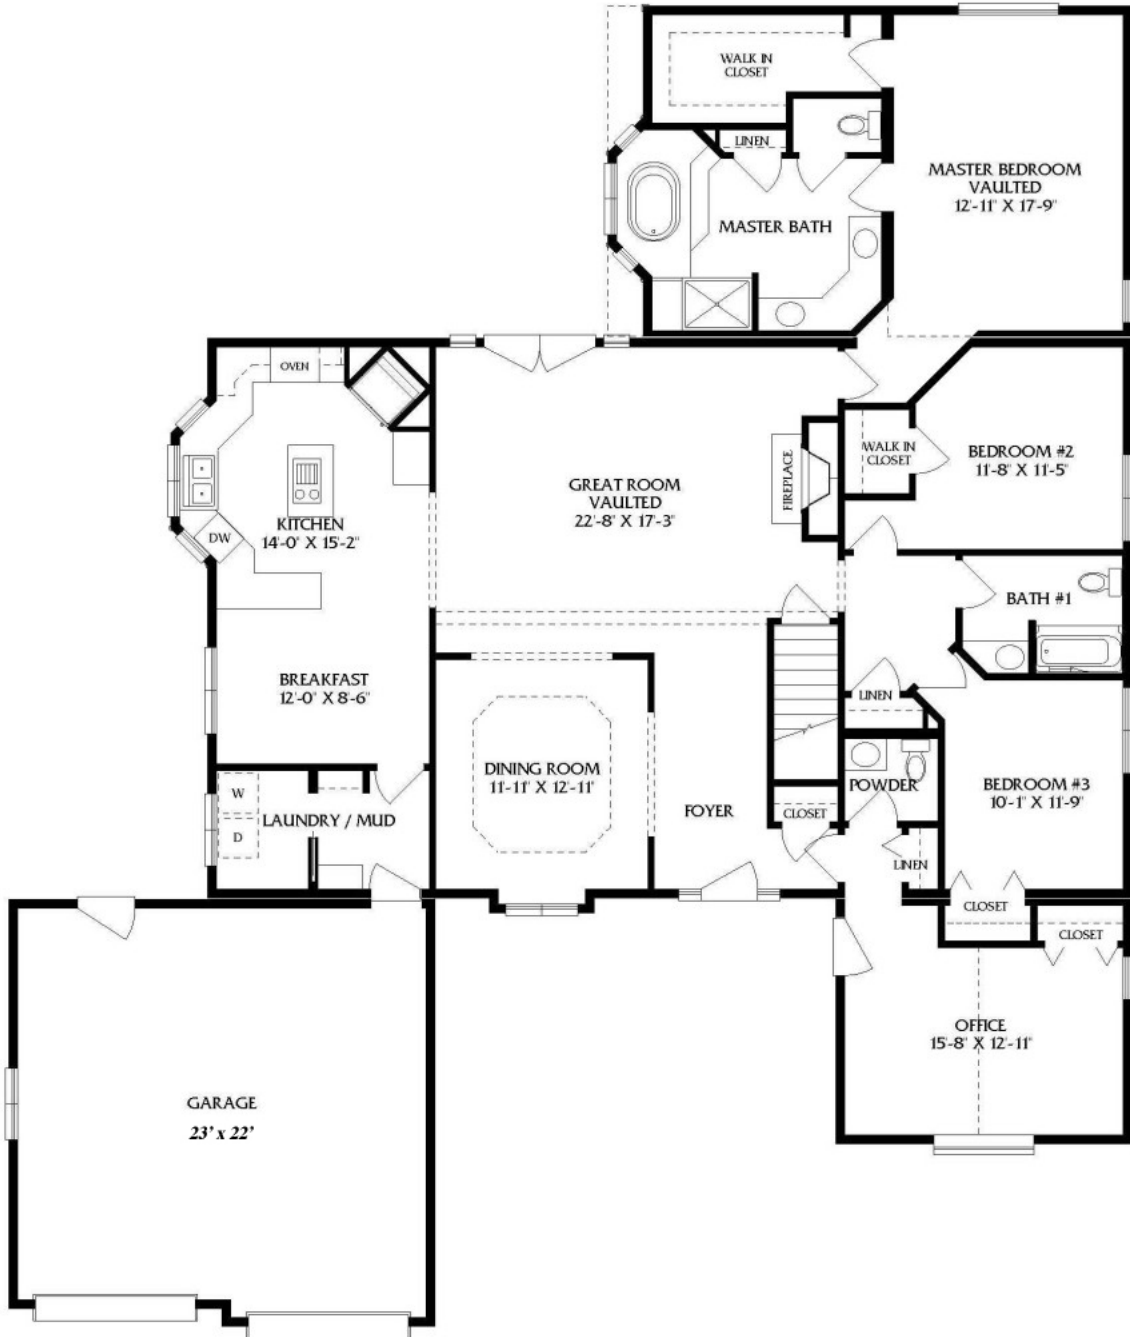 WALK IN
CLOSET
LINEN
MASTER BEDROOM
VAULTED
12'-11" X 17'-9"
MASTER BATH
OVEN
WALK IN
CLOSET
BEDROOM #2
11'-8" X 11'-5"
FIREPLACE
GREAT ROOM
VAULTED
22'-8" X 17'-3"
KITCHEN
14'-0" X 15'-2"
DW
BATH #1
BREAKFAST
12'-0" X 8'-6"
LINEN
DINING ROOM
11'-11" X 12'-11"
POWDER
BEDROOM #3
10'-1" X 11'-9"
W
D
LAUNDRY / MUD
FOYER
CLOSET
LINEN
CLOSET
CLOSET
OFFICE
15'-8" X 12'-11"
GARAGE
23' x 22'